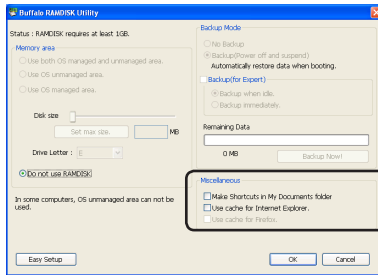 Buffalo RAMDISK Utility
Status : RAMDISK requires at least 1GB.
Memory area
Use both OS managed and unmanaged area.
Use OS unmanaged area.
Use OS managed area.
Disk size
Set max size.
MB
Drive Letter : E
Do not use RAMDISK
In some computers, OS unmanaged area can not be
used.
Easy Setup
Backup Mode
No Backup
Backup(Power off and suspend)
Automatically restore data when booting.
Backup(for Expert)
Backup when idle.
Backup immediately.
Remaining Data
0 MB
Backup Now!
Miscellaneous
Make Shortcuts in My Documents folder
Use cache for Internet Explorer.
Use cache for Firefox.
OK
Cancel